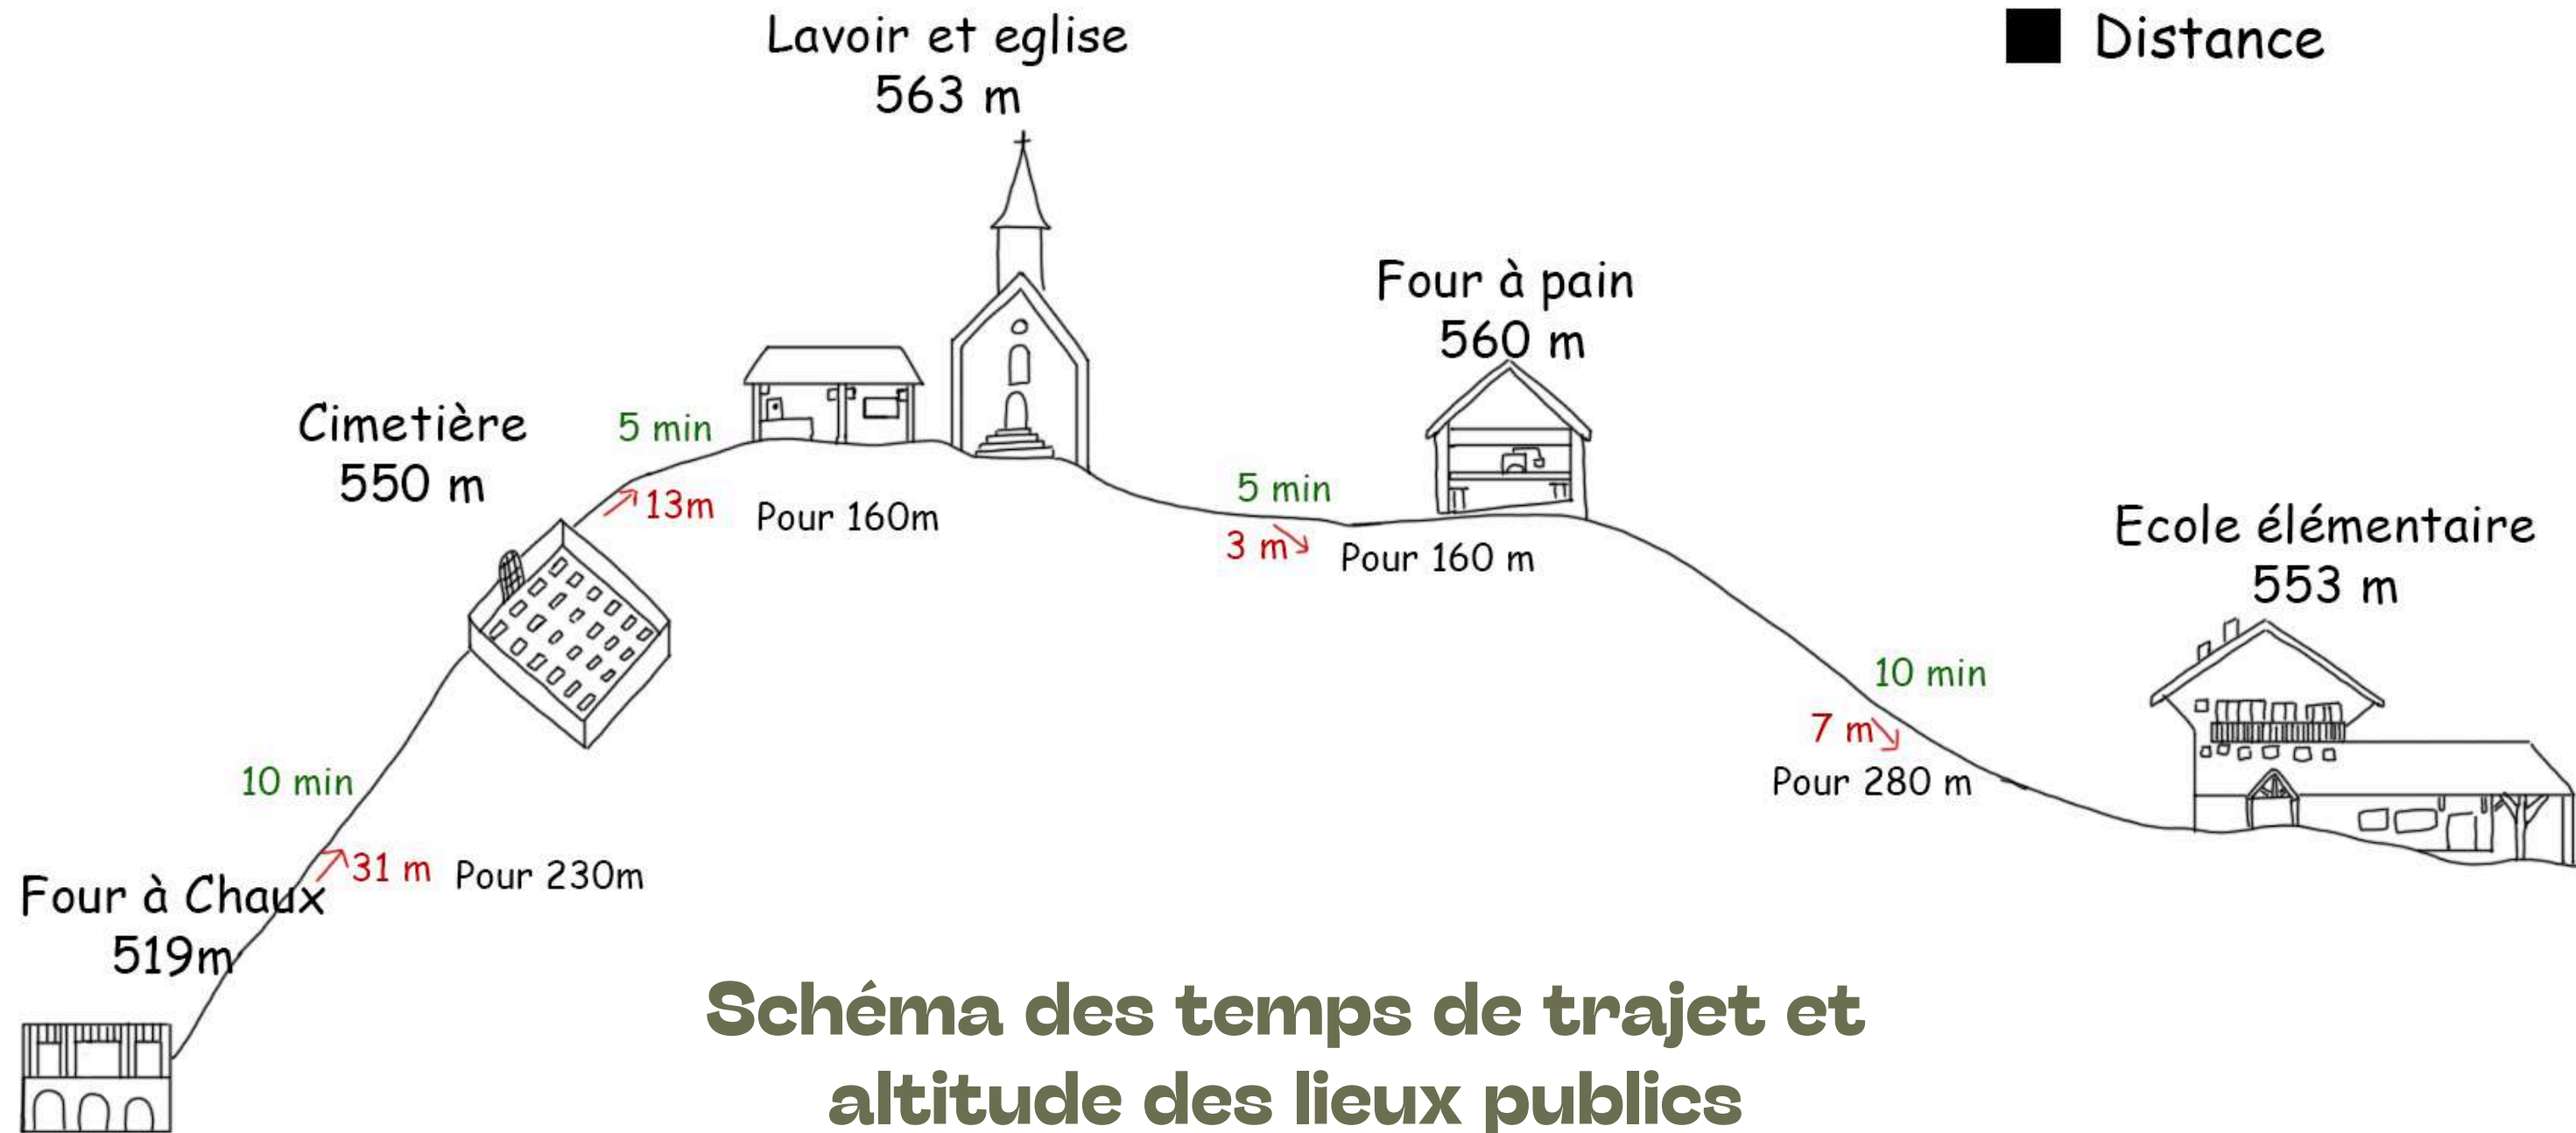 Lavoir et eglise
563 m
Distance
Four à pain
560 m
Cimetière
550 m
5 min
13m
Pour 160m
5 min
3 m
Pour 160 m
Ecole élémentaire
553 m
10 min
7 m
Pour 280 m
10 min
31 m
Pour 230m
Four à Chaux
519m
Schéma des temps de trajet et
altitude des lieux publics